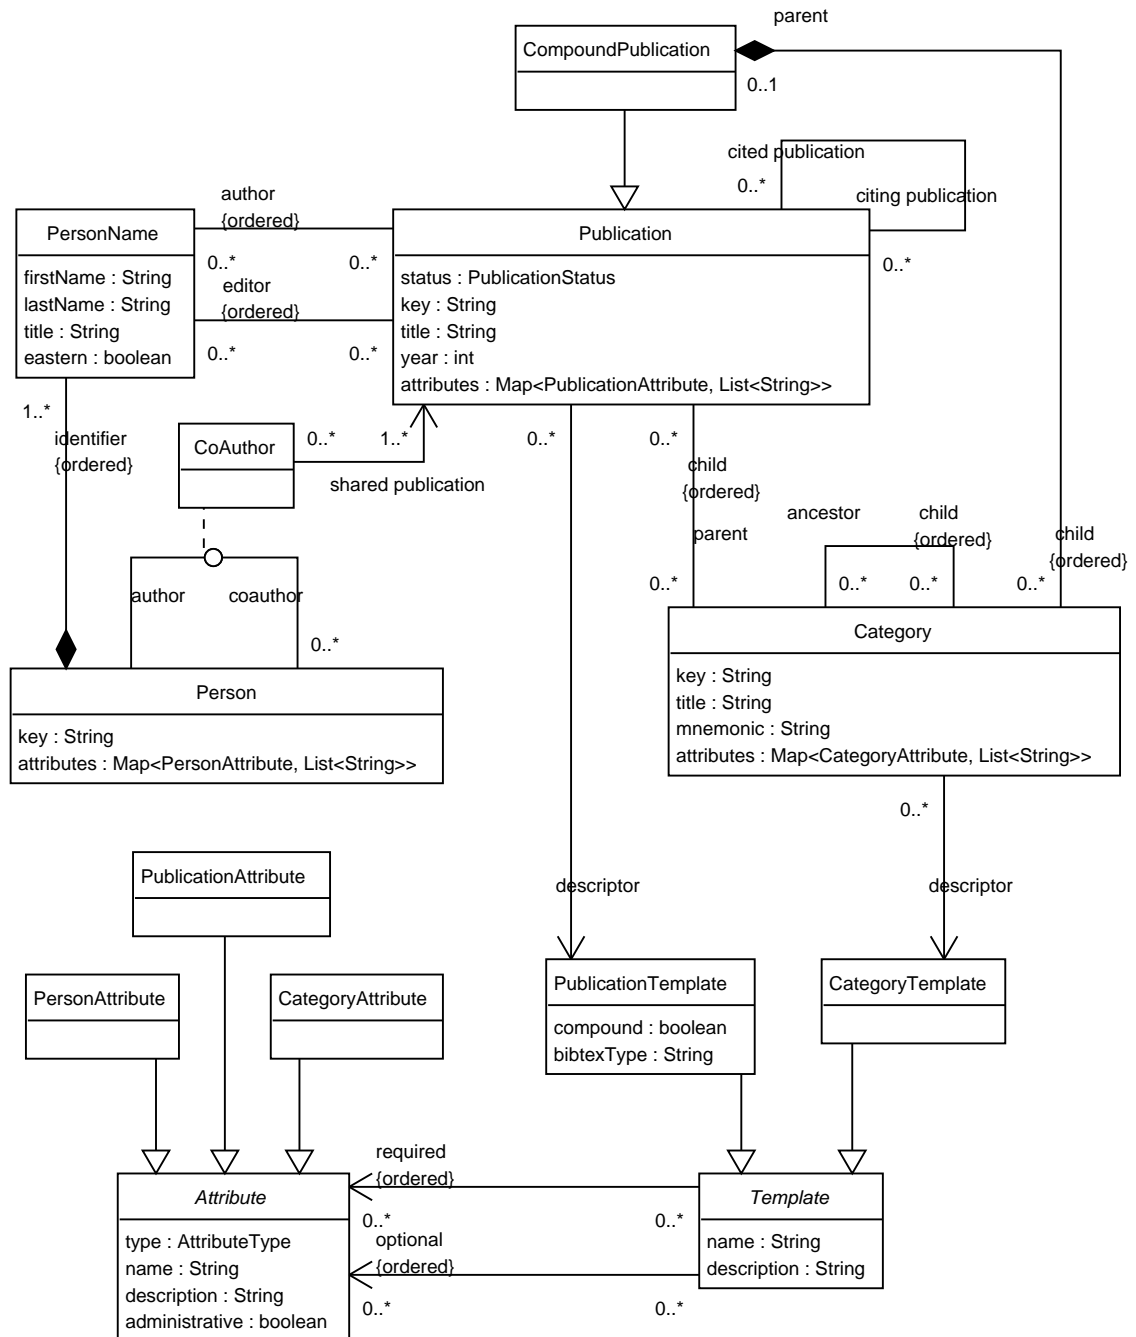 parent
CompoundPublication
0..1
cited publication
0..*
citing publication
0..*
author
{ordered}
0..*
0..*
editor
{ordered}
0..*
0..*
PersonName
firstName : String
lastName : String
title : String
eastern : boolean
Publication
status : PublicationStatus
key : String
title : String
year : int
attributes : Map<PublicationAttribute, List<String>>
1..*
identifier
{ordered}
CoAuthor
0..*
1..*
shared publication
0..*
0..*
child
{ordered}
parent
0..*
ancestor
child
{ordered}
0..*
0..*
child
{ordered}
0..*
author
coauthor
0..*
Person
key : String
attributes : Map<PersonAttribute, List<String>>
Category
key : String
title : String
mnemonic : String
attributes : Map<CategoryAttribute, List<String>>
0..*
descriptor
descriptor
PublicationAttribute
PersonAttribute
CategoryAttribute
PublicationTemplate
compound : boolean
bibtexType : String
CategoryTemplate
required
{ordered}
0..*
0..*
optional
{ordered}
0..*
0..*
Attribute
type : AttributeType
name : String
description : String
administrative : boolean
Template
name : String
description : String